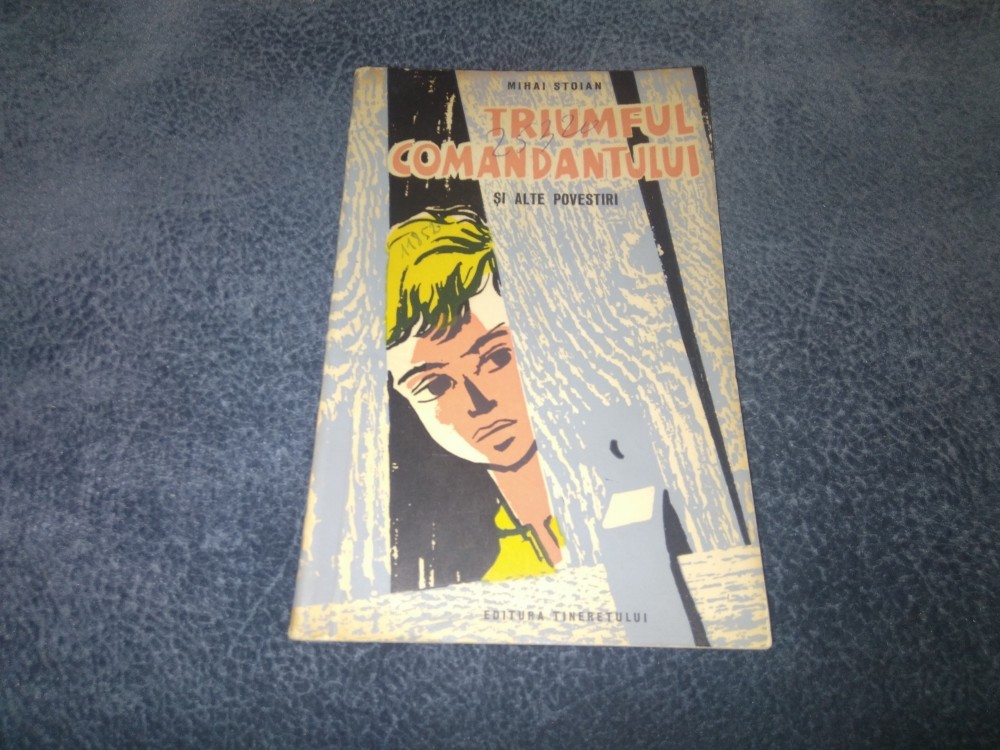 MIHAI STOIAN
TRIUMFUL
COMANDANTULUI
ȘI ALTE POVESTIRI
EDITURA TINERETULUI